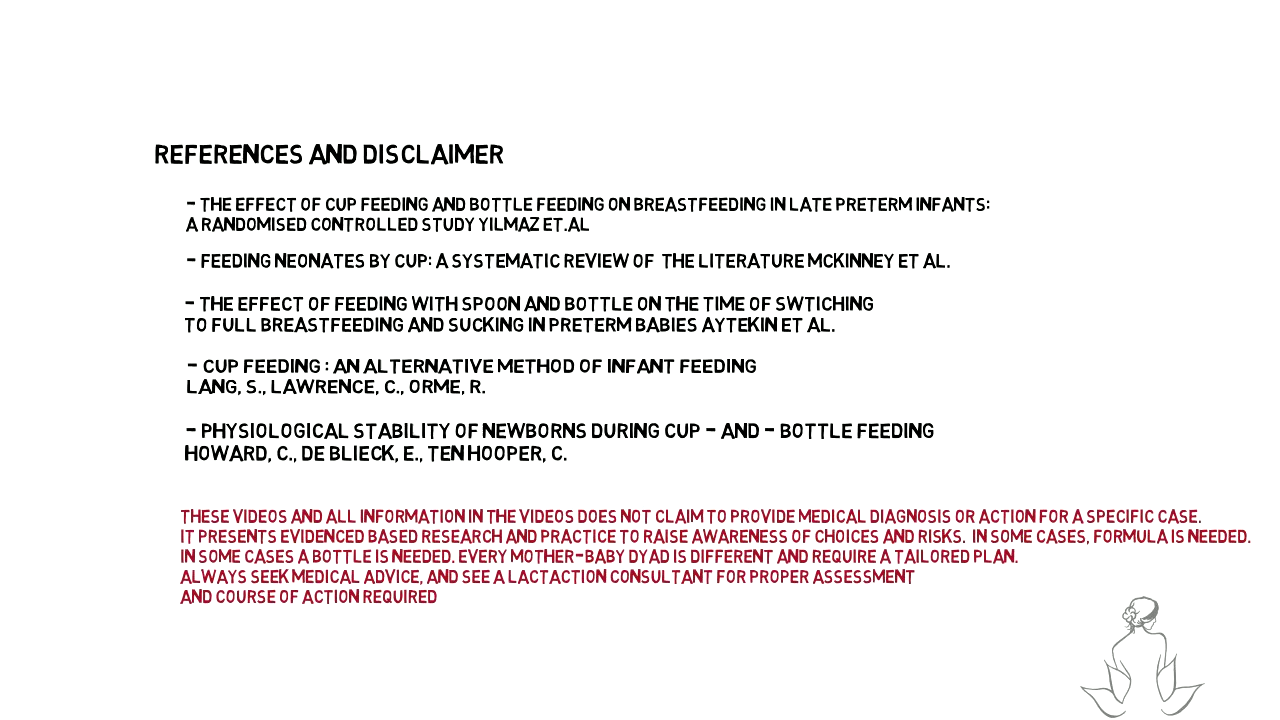 REFERENCES AND DISCLAIMER
- THE EFFECT OF CUP FEEDING AND BOTTLE FEEDING ON BREASTFEEDING IN LATE PRETERM INFANTS:
A RANDOMISED CONTROLLED STUDY YILMAZ ET.AL
- FEEDING NEONATES BY CUP: A SYSTEMATIC REVIEW OF THE LITERATURE MCKINNEY ET AL.
- THE EFFECT OF FEEDING WITH SPOON AND BOTTLE ON THE TIME OF SWTICHING
TO FULL BREASTFEEDING AND SUCKING IN PRETERM BABIES AYTEKIN ET AL.
- CUP FEEDING : AN ALTERNATIVE METHOD OF INFANT FEEDING
LANG, S., LAWRENCE, C., ORME, R.
- PHYSIOLOGICAL STABILITY OF NEWBORNS DURING CUP - AND - BOTTLE FEEDING
HOWARD, C., DE BLIECK, E., TEN HOOPER, C.
THESE VIDEOS AND ALL INFORMATION IN THE VIDEOS DOES NOT CLAIM TO PROVIDE MEDICAL DIAGNOSIS OR ACTION FOR A SPECIFIC CASE.
IT PRESENTS EVIDENCED BASED RESEARCH AND PRACTICE TO RAISE AWARENESS OF CHOICES AND RISKS. IN SOME CASES, FORMULA IS NEEDED.
IN SOME CASES A BOTTLE IS NEEDED. EVERY MOTHER-BABY DYAD IS DIFFERENT AND REQUIRE A TAILORED PLAN.
ALWAYS SEEK MEDICAL ADVICE, AND SEE A LACTACTION CONSULTANT FOR PROPER ASSESSMENT
AND COURSE OF ACTION REQUIRED